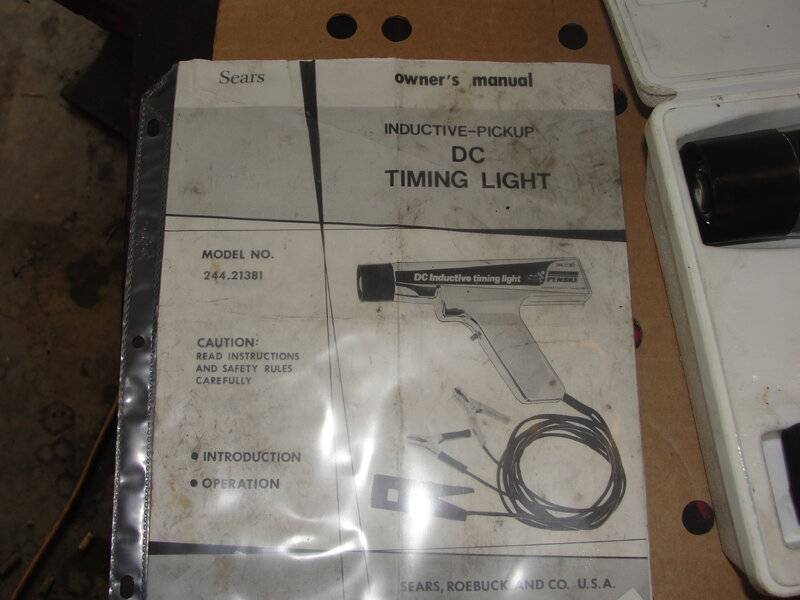 Sears
owner's manual
INDUCTIVE-PICKUP
DC
TIMING LIGHT
MODEL NO.
244.21381
DC Inductive timing light
PENSKE
CAUTION:
READ INSTRUCTIONS
AND SAFETY RULES
CAREFULLY
• INTRODUCTION
• OPERATION
SEARS, ROEBUCK AND CO. U.S.A.